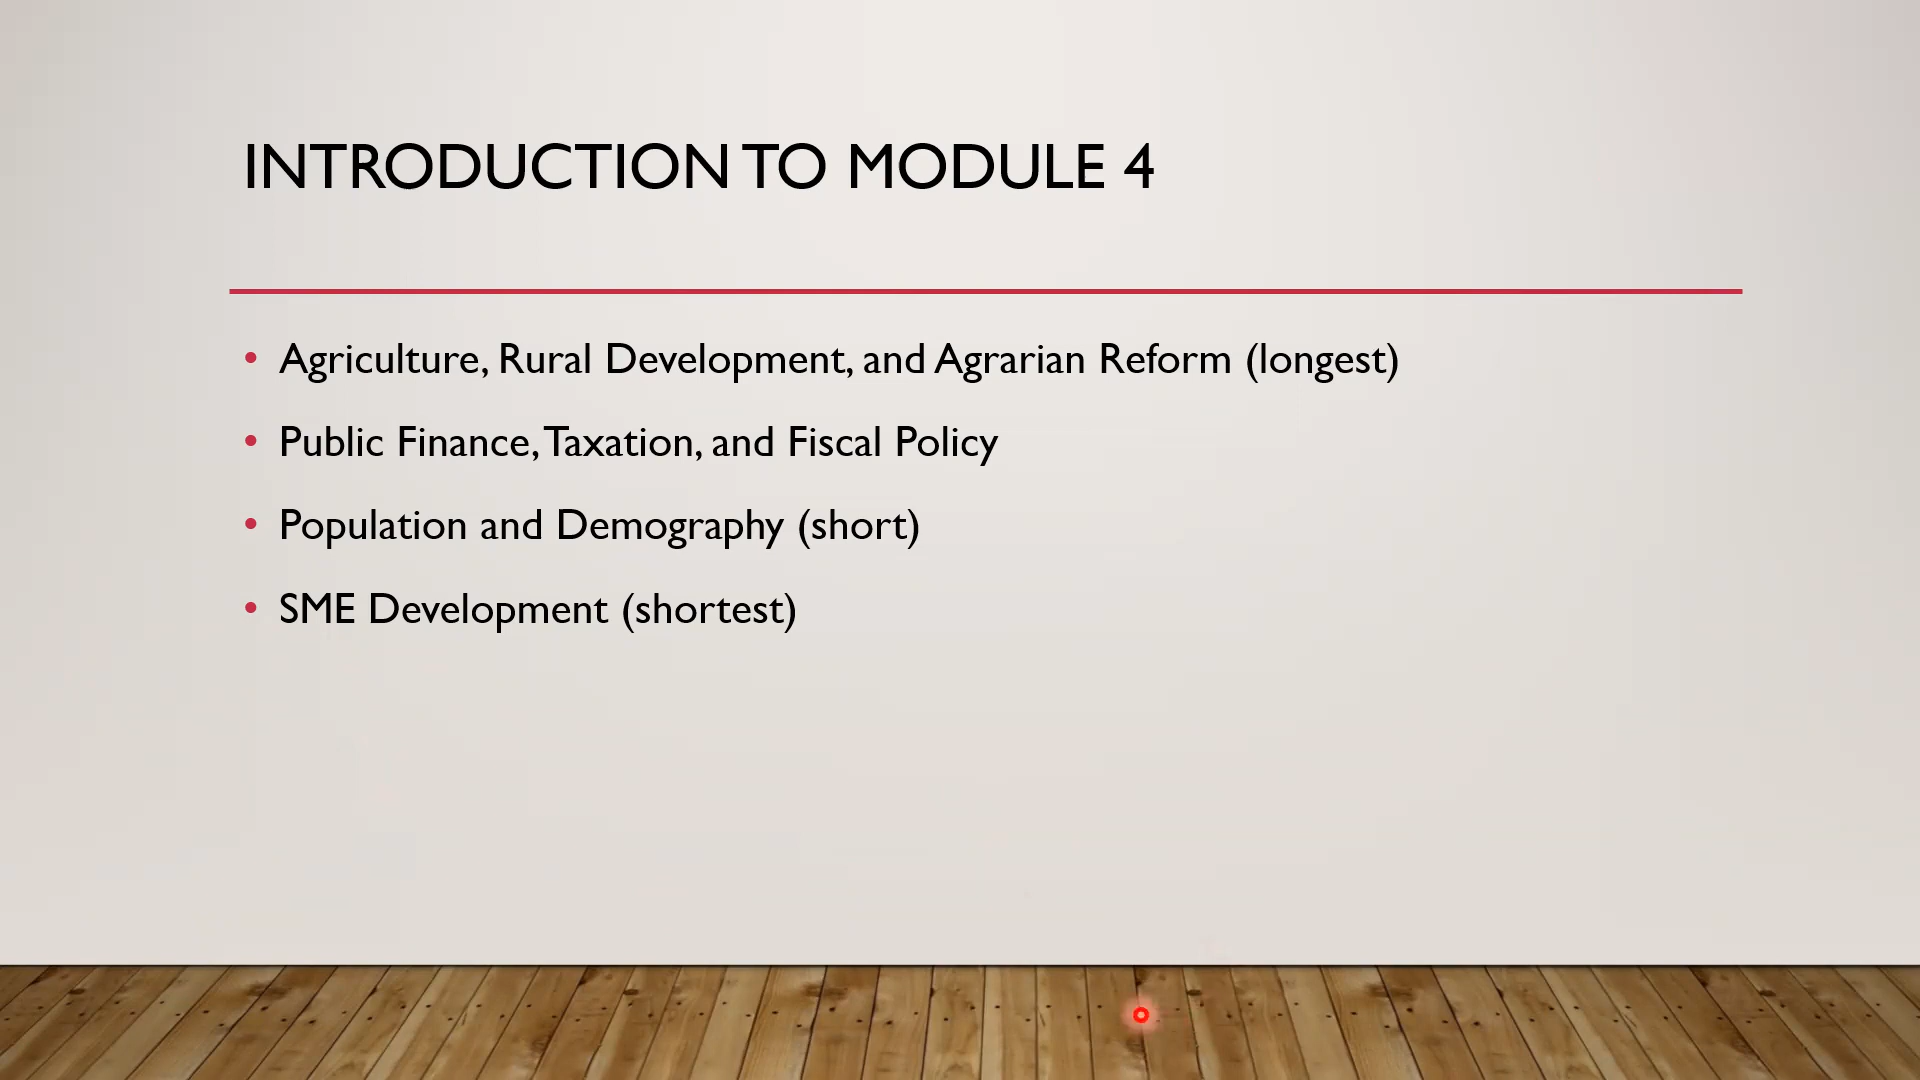 INTRODUCTION TO MODULE 4
• Agriculture, Rural Development, and Agrarian Reform (longest)
• Public Finance, Taxation, and Fiscal Policy
• Population and Demography (short)
• SME Development (shortest)